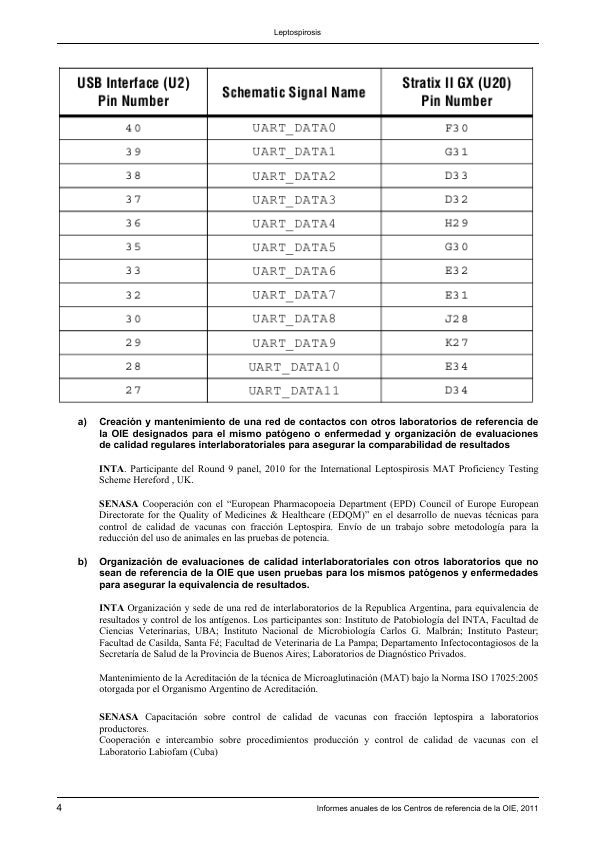 Leptospirosis
USB Interface (U2) Pin Number Schematic Signal Name Stratix II GX (U20) Pin Number
40 UART_DATA0 F30
39 UART_DATA1 G31
38 UART_DATA2 D33
37 UART_DATA3 D32
36 UART_DATA4 H29
35 UART_DATA5 G30
33 UART_DATA6 E32
32 UART_DATA7 E31
30 UART_DATA8 J28
29 UART_DATA9 K27
28 UART_DATA10 E34
27 UART_DATA11 D34
a) Creación y mantenimiento de una red de contactos con otros laboratorios de referencia de
la OIE designados para el mismo patógeno o enfermedad y organización de evaluaciones
de calidad regulares interlaboratoriales para asegurar la comparabilidad de resultados
INTA. Participante del Round 9 panel, 2010 for the International Leptospirosis MAT Proficiency Testing
Scheme Hereford , UK.
SENASA Cooperación con el “European Pharmacopoeia Department (EPD) Council of Europe European
Directorate for the Quality of Medicines & Healthcare (EDQM)” en el desarrollo de nuevas técnicas para
control de calidad de vacunas con fracción Leptospira. Envío de un trabajo sobre metodología para la
reducción del uso de animales en las pruebas de potencia.
b) Organización de evaluaciones de calidad interlaboratoriales con otros laboratorios que no
sean de referencia de la OIE que usen pruebas para los mismos patógenos y enfermedades
para asegurar la equivalencia de resultados.
INTA Organización y sede de una red de interlaboratorios de la Republica Argentina, para equivalencia de
resultados y control de los antígenos. Los participantes son: Instituto de Patobiología del INTA, Facultad de
Ciencias Veterinarias, UBA; Instituto Nacional de Microbiología Carlos G. Malbrán; Instituto Pasteur;
Facultad de Casilda, Santa Fé; Facultad de Veterinaria de La Pampa; Departamento Infectocontagiosos de la
Secretaría de Salud de la Provincia de Buenos Aires; Laboratorios de Diagnóstico Privados.
Mantenimiento de la Acreditación de la técnica de Microaglutinación (MAT) bajo la Norma ISO 17025:2005
otorgada por el Organismo Argentino de Acreditación.
SENASA Capacitación sobre control de calidad de vacunas con fracción leptospira a laboratorios
productores.
Cooperación e intercambio sobre procedimientos producción y control de calidad de vacunas con el
Laboratorio Labiofam (Cuba)
4 Informes anuales de los Centros de referencia de la OIE, 2011